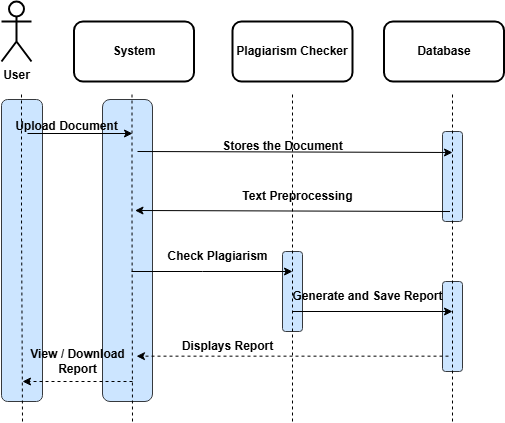 User
System
Plagiarism Checker
Database
Upload Document
Stores the Document
Text Preprocessing
Check Plagiarism
Generate and Save Report
Displays Report
View / Download
Report